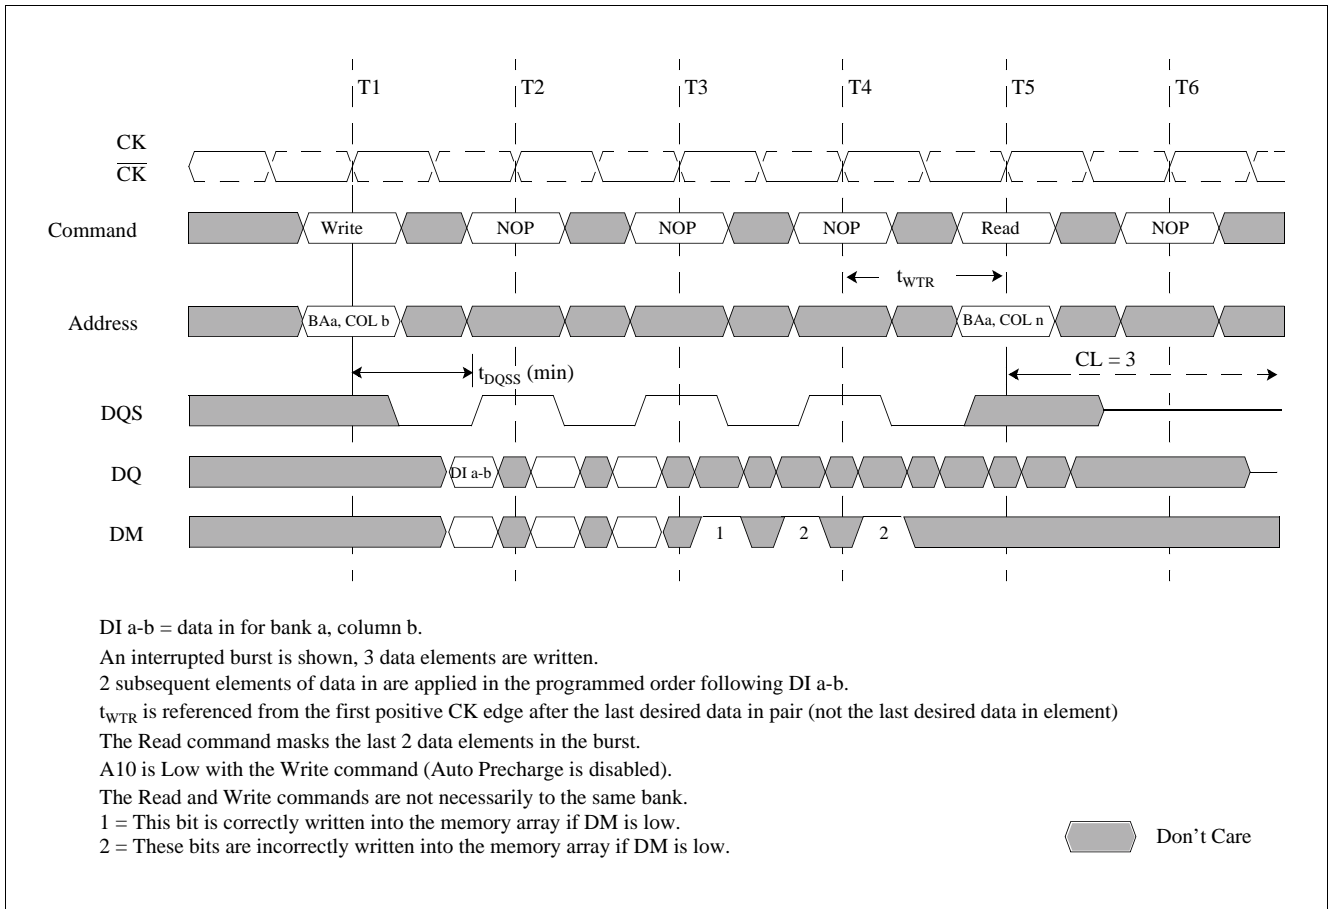 T1 T2 T3 T4 T5 T6
CK
CK
Command Write NOP NOP NOP Read NOP
tWTR
Address BAa, COL b BAa, COL n
tDQSS (min) CL = 3
DQS
DQ DI a-b
DM 1 2 2
DI a-b = data in for bank a, column b.
An interrupted burst is shown, 3 data elements are written.
2 subsequent elements of data in are applied in the programmed order following DI a-b.
tWTR is referenced from the first positive CK edge after the last desired data in pair (not the last desired data in element)
The Read command masks the last 2 data elements in the burst.
A10 is Low with the Write command (Auto Precharge is disabled).
The Read and Write commands are not necessarily to the same bank.
1 = This bit is correctly written into the memory array if DM is low.
2 = These bits are incorrectly written into the memory array if DM is low.
Don't Care